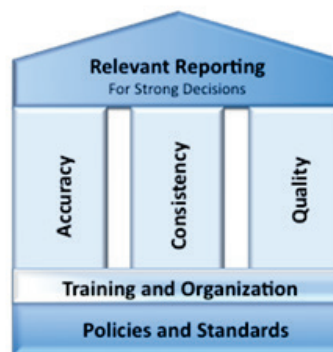 Relevant Reporting
For Strong Decisions
Accuracy
Consistency
Quality
Training and Organization
Policies and Standards